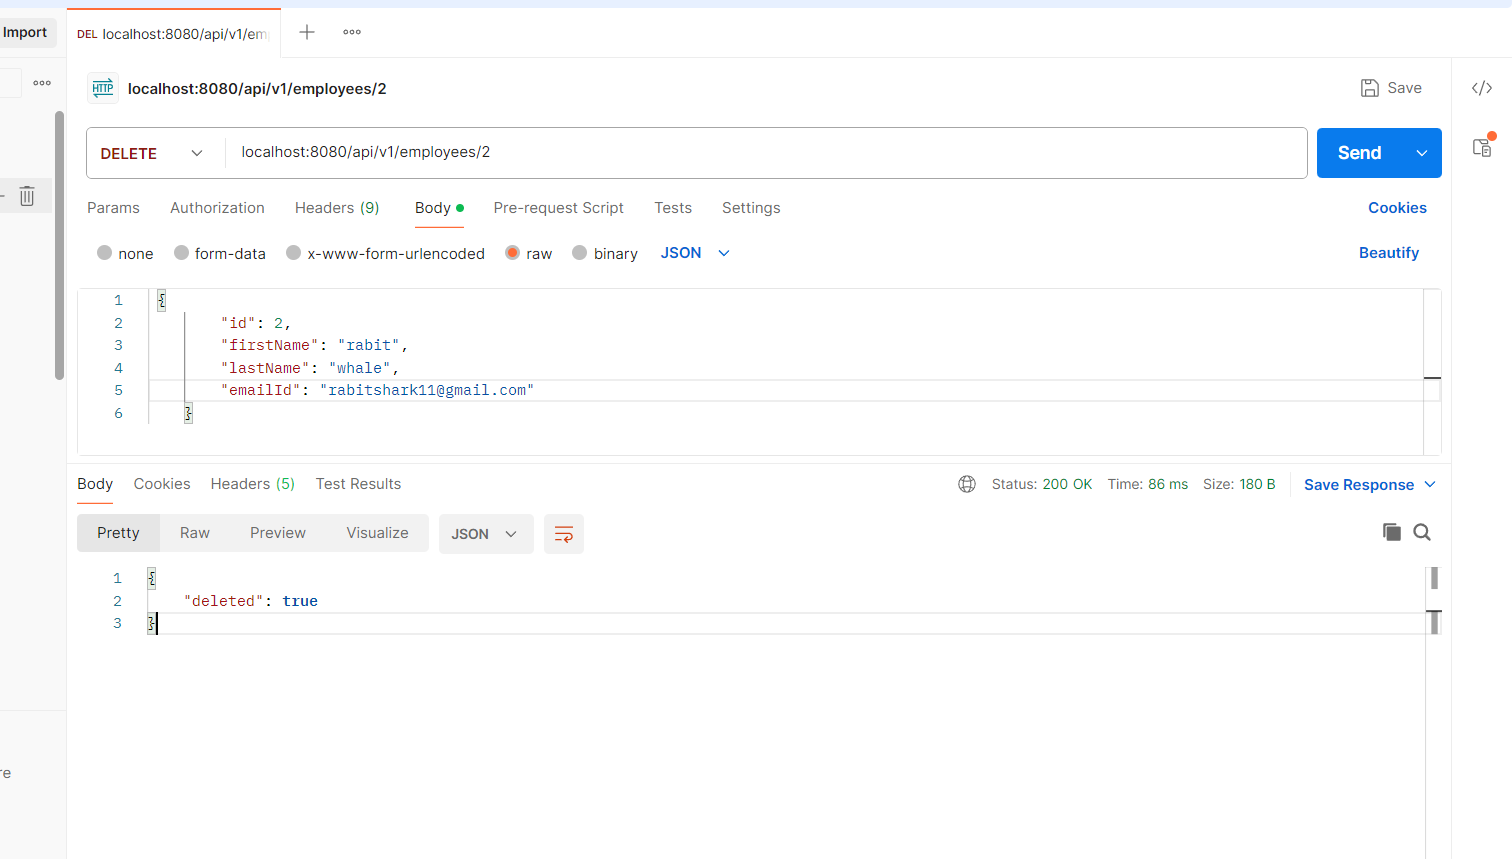 Import
DEL localhost:8080/api/v1/em
HTTP localhost:8080/api/v1/employees/2
Save
DELETE localhost:8080/api/v1/employees/2
Send
Params Authorization Headers (9) Body Pre-request Script Tests Settings Cookies
none form-data x-www-form-urlencoded raw binary JSON Beautify
1 {
2 "id": 2,
3 "firstName": "rabit",
4 "lastName": "whale",
5 "emailId": "rabitshark11@gmail.com"
6 }
Body Cookies Headers (5) Test Results Status: 200 OK Time: 86 ms Size: 180 B Save Response
Pretty Raw Preview Visualize JSON
1 {
2 "deleted": true
3 }
re